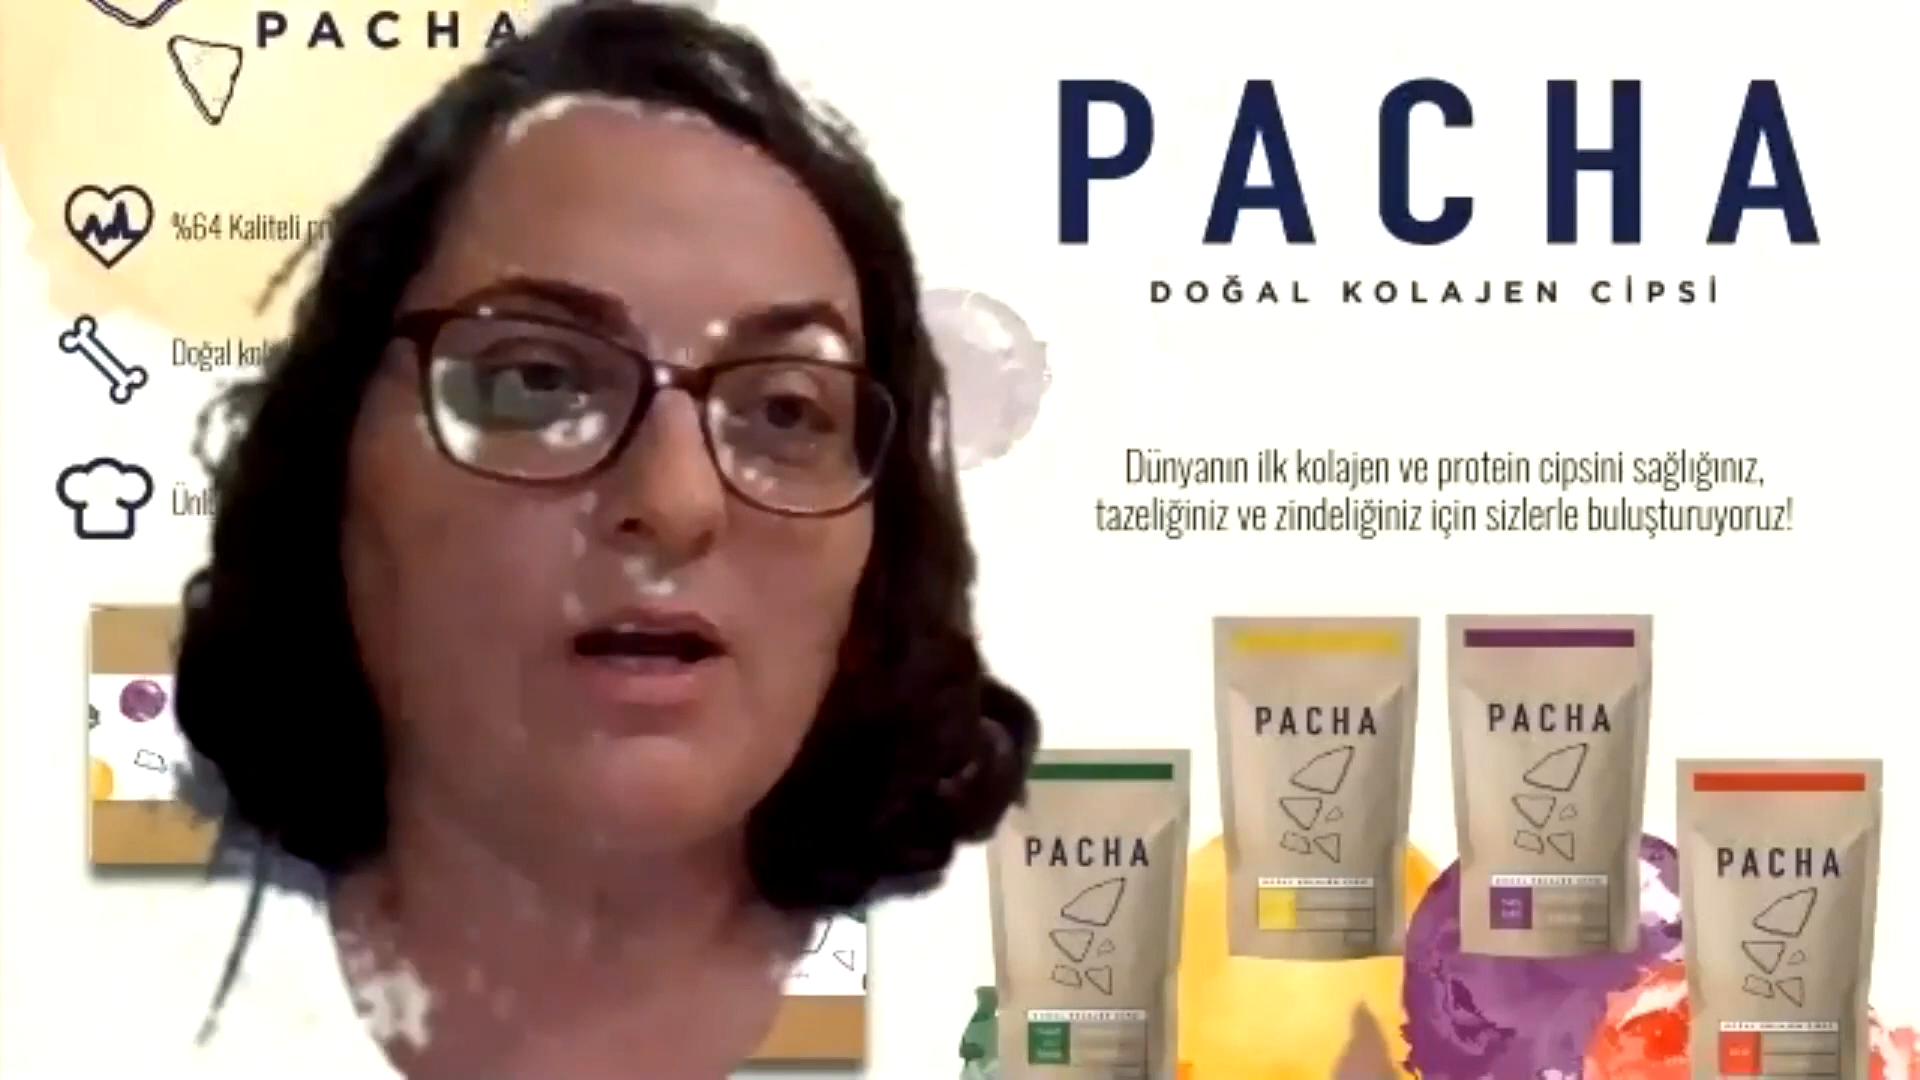 PACHA
%64 Kaliteli
Doğal
PACHA
DOĞAL KOLAJEN CİPSİ
Dünyanın ilk kolajen ve protein cipsini sağlığınız,
tazeliğiniz ve zindeliğiniz için sizlerle buluşturuyoruz!
PACHA
PACHA
PACHA
PACHA